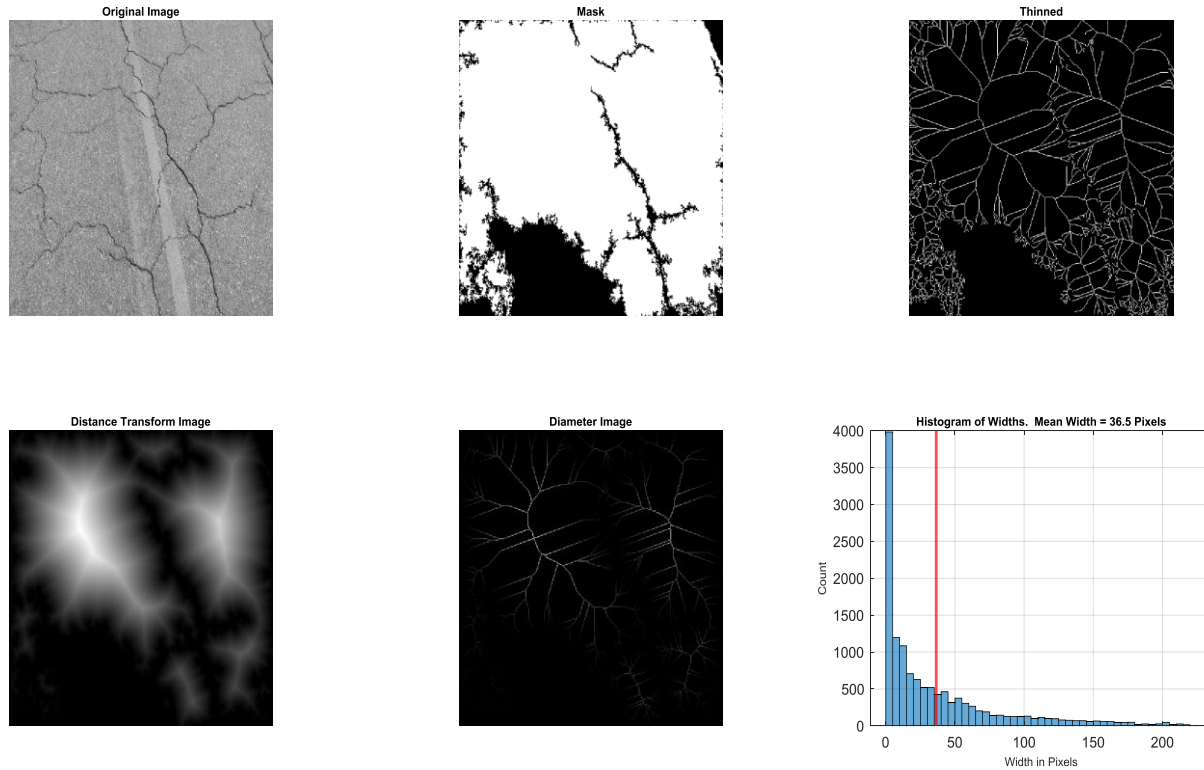 Original Image
Mask
Thinned
Distance Transform Image
Diameter Image
Histogram of Widths.  Mean Width = 36.5 Pixels
4000
3500
3000
2500
2000
1500
1000
500
0
Count
0 50 100 150 200
Width in Pixels